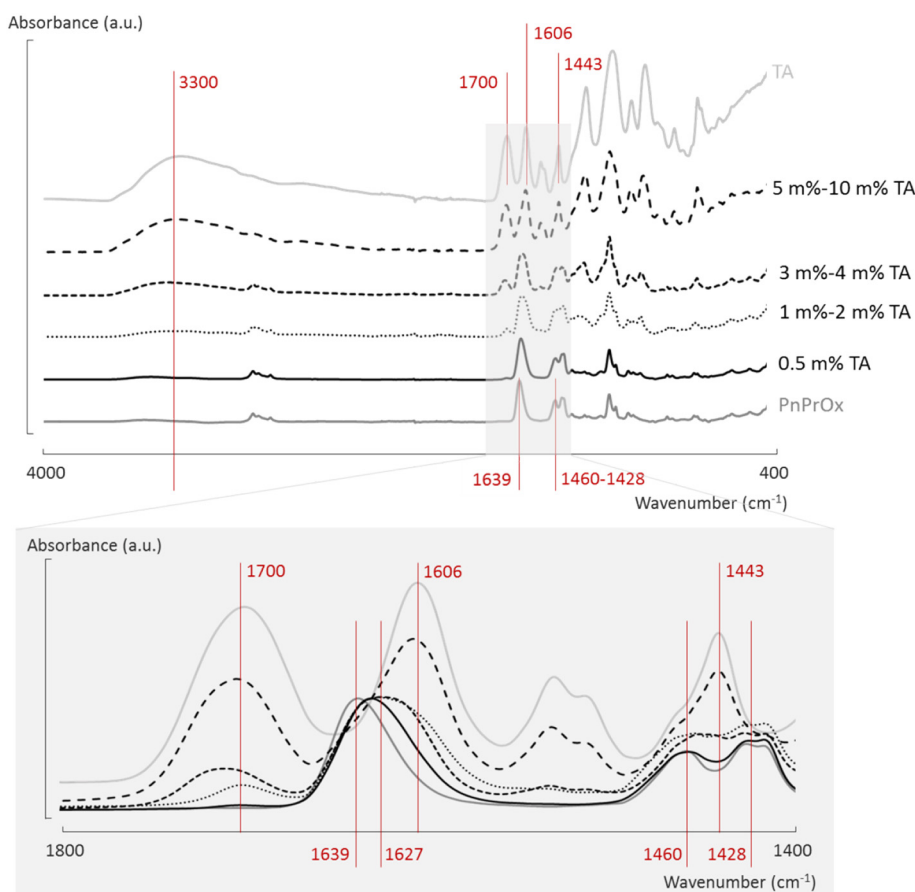 Absorbance (a.u.)
1606
3300
1700
1443
TA
5 m%-10 m% TA
3 m%-4 m% TA
1 m%-2 m% TA
0.5 m% TA
PnPrOx
4000
1639
1460-1428
400
Wavenumber (cm⁻¹)
Absorbance (a.u.)
1700
1606
1443
1800
1639
1627
1460
1428
1400
Wavenumber (cm⁻¹)